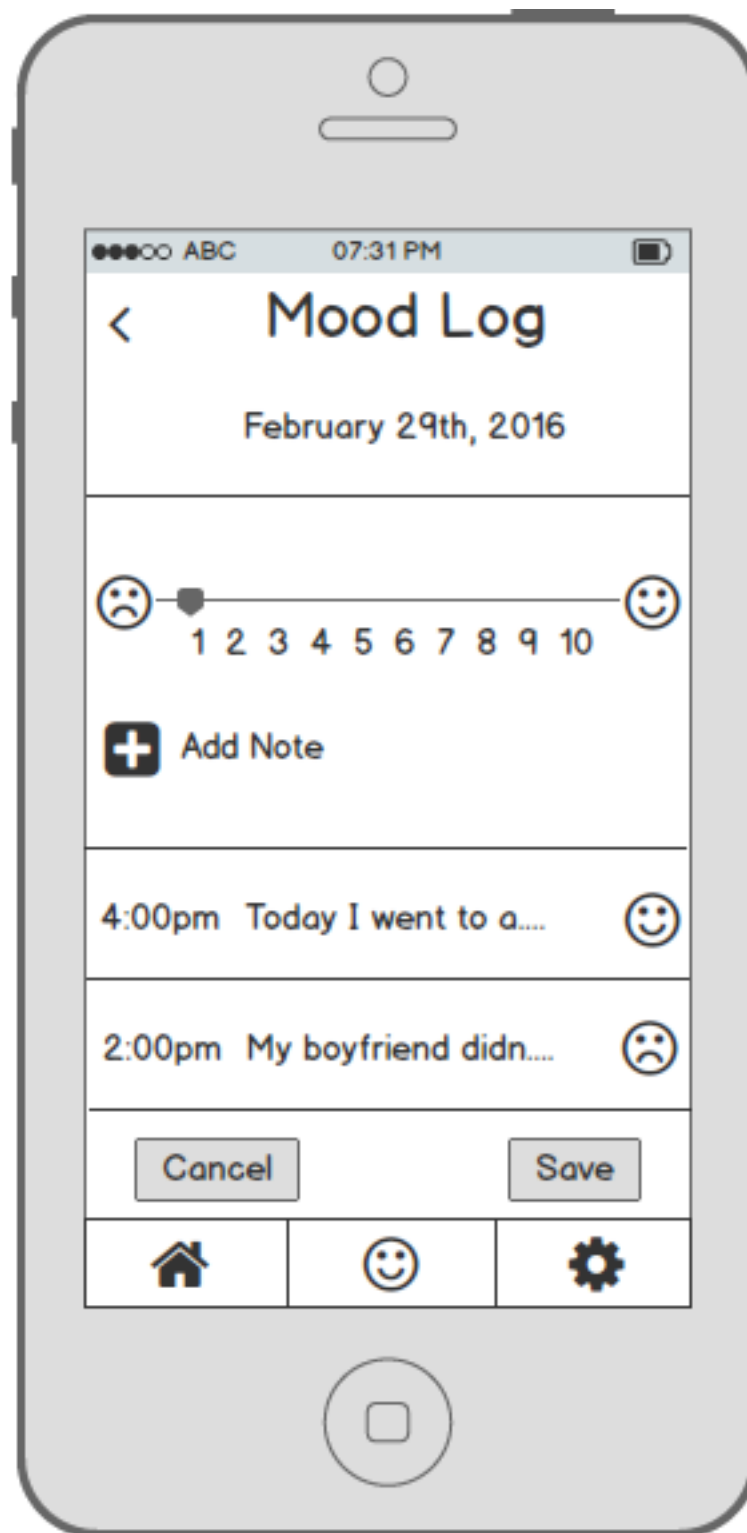 ABC 07:31 PM
Mood Log
February 29th, 2016
1 2 3 4 5 6 7 8 9 10
Add Note
4:00pm Today I went to a....
2:00pm My boyfriend didn....
Cancel Save